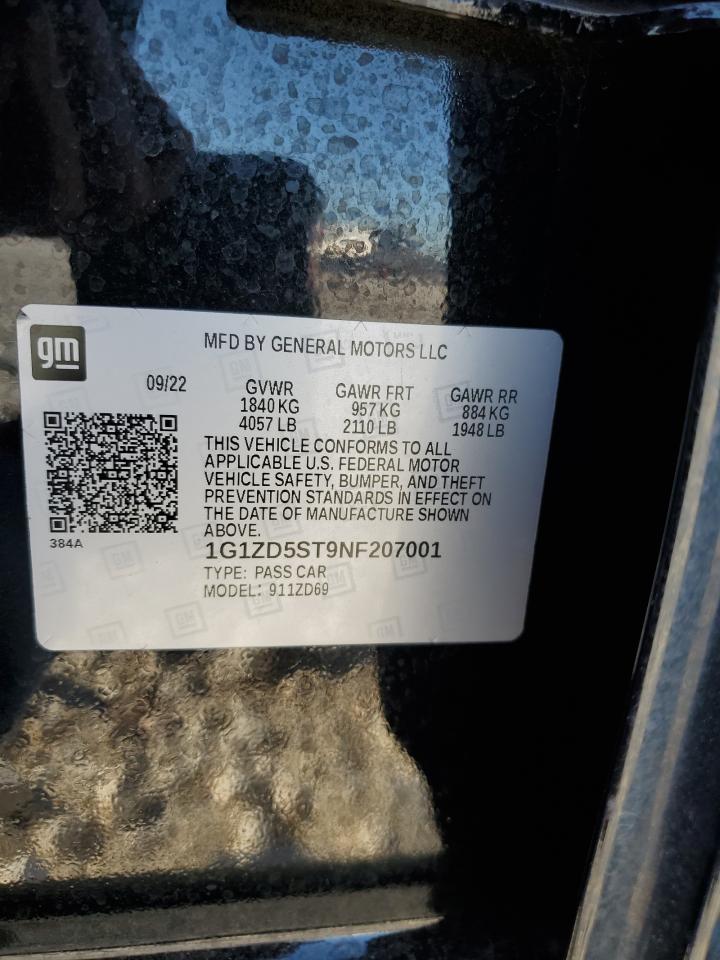 gm
MFD BY GENERAL MOTORS LLC
09/22
GVWR GAWR FRT GAWR RR
1840 KG 957 KG 884 KG
4057 LB 2110 LB 1948 LB
THIS VEHICLE CONFORMS TO ALL
APPLICABLE U.S. FEDERAL MOTOR
VEHICLE SAFETY, BUMPER, AND THEFT
PREVENTION STANDARDS IN EFFECT ON
THE DATE OF MANUFACTURE SHOWN
ABOVE.
384A
1G1ZD5ST9NF207001
TYPE: PASS CAR
MODEL: 911ZD69